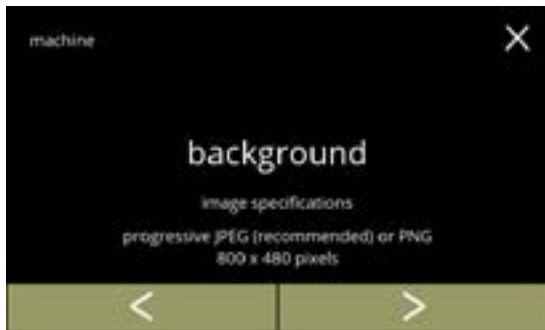 machine
background
image specifications
progressive JPEG (recommended) or PNG
800 x 480 pixels
< >